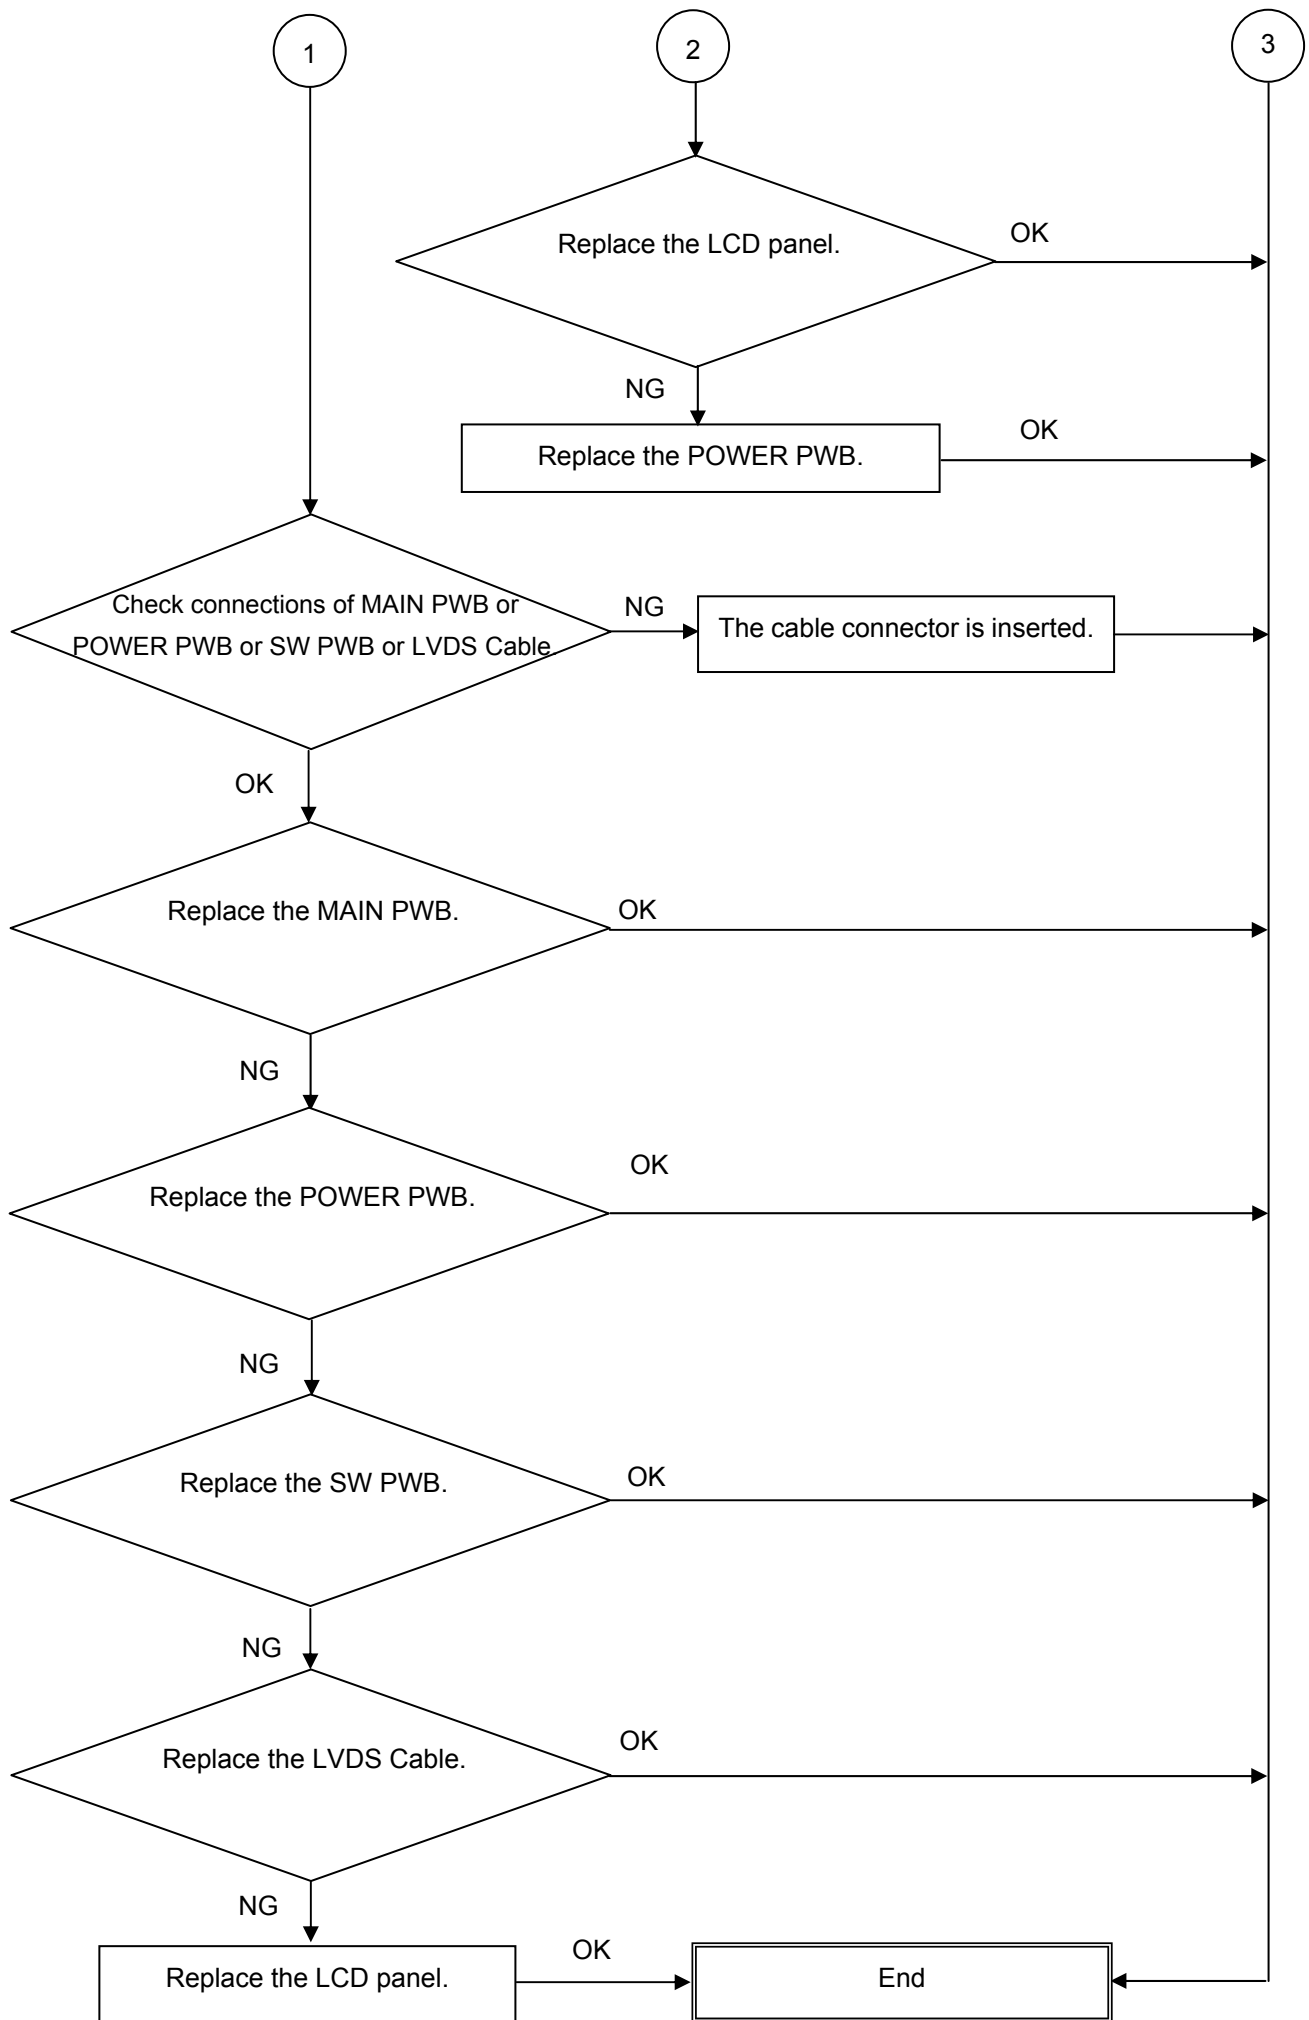 1
2
3
Replace the LCD panel.
OK
NG
Replace the POWER PWB.
OK
Check connections of MAIN PWB or
POWER PWB or SW PWB or LVDS Cable.
NG
The cable connector is inserted.
OK
Replace the MAIN PWB.
OK
NG
Replace the POWER PWB.
OK
NG
Replace the SW PWB.
OK
NG
Replace the LVDS Cable.
OK
NG
Replace the LCD panel.
OK
End